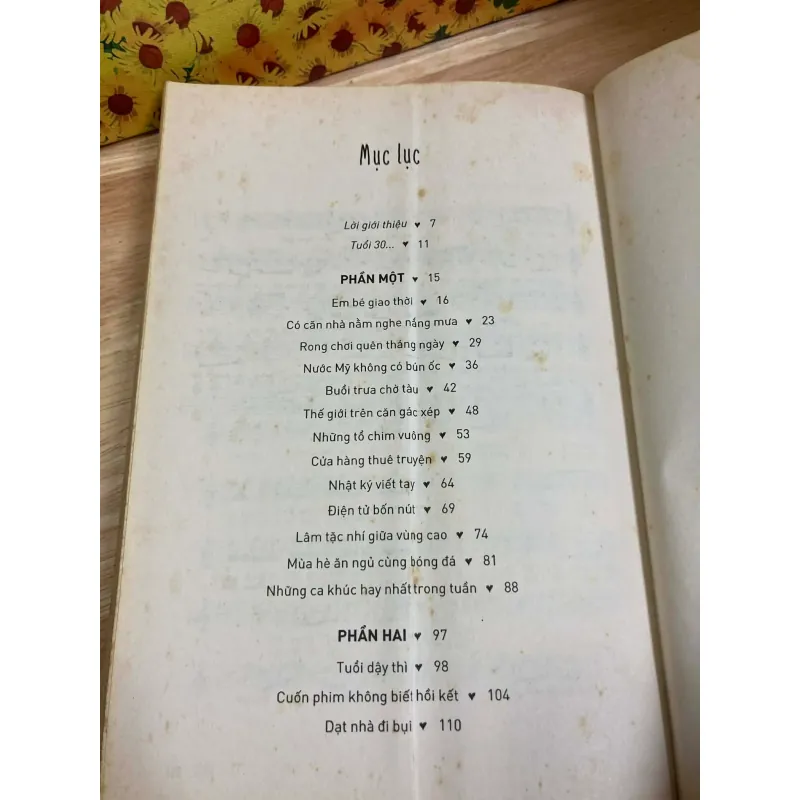 Mục lục
Lời giới thiệu ♥ 7
Tuổi 30... ♥ 11
PHẦN MỘT ♥ 15
Em bé giao thời ♥ 16
Có căn nhà nằm nghe nắng mưa ♥ 23
Rong chơi quên tháng ngày ♥ 29
Nước Mỹ không có bún ốc ♥ 36
Buổi trưa chờ tàu ♥ 42
Thế giới trên căn gác xép ♥ 48
Những tổ chim vuông ♥ 53
Cửa hàng thuê truyện ♥ 59
Nhật ký viết tay ♥ 64
Điện tử bốn nút ♥ 69
Lâm tặc nhí giữa vùng cao ♥ 74
Mùa hè ăn ngủ cùng bóng đá ♥ 81
Những ca khúc hay nhất trong tuần ♥ 88
PHẦN HAI ♥ 97
Tuổi dậy thì ♥ 98
Cuốn phim không biết hồi kết ♥ 104
Dạt nhà đi bụi ♥ 110